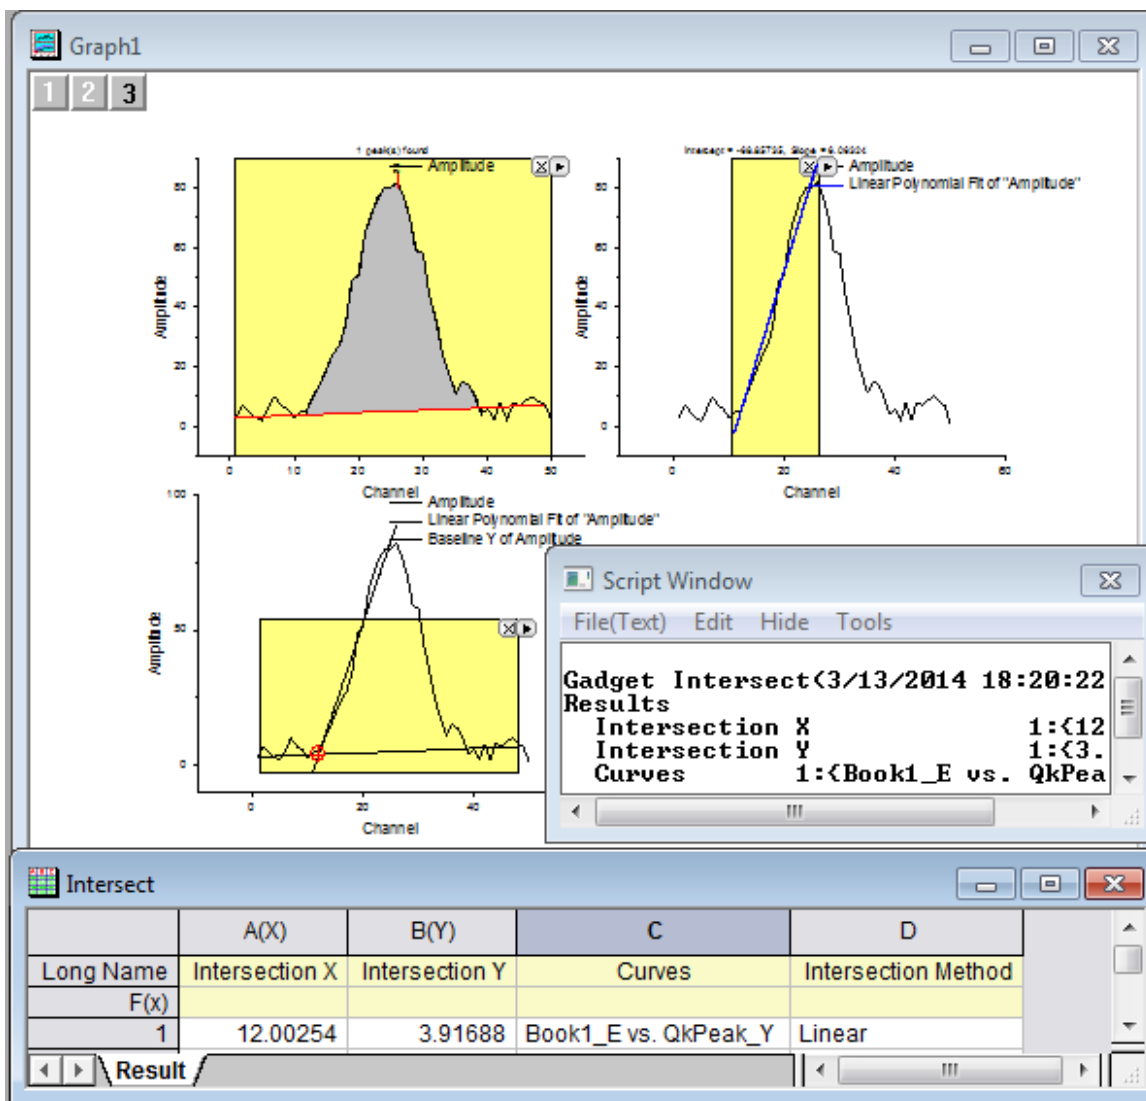 Graph1
1 2 3
1 peak(s) found
Amplitude
80
60
40
20
0
Amplitude
0 10 20 30 40 50
Channel
Amplitude
Linear Polynomial Fit of "Amplitude"
80
60
40
20
0
Amplitude
0 20 40 60
Channel
Amplitude
Linear Polynomial Fit of "Amplitude"
Baseline Y of Amplitude
100
50
0
Amplitude
0 20 40
Channel
Script Window
File(Text) Edit Hide Tools
Gadget Intersect<3/13/2014 18:20:22
Results
Intersection X 1:{12
Intersection Y 1:{3.
Curves 1:{Book1_E vs. QkPea
Intersect
A(X) B(Y) C D
Long Name Intersection X Intersection Y Curves Intersection Method
F(x)
1 12.00254 3.91688 Book1_E vs. QkPeak_Y Linear
Result